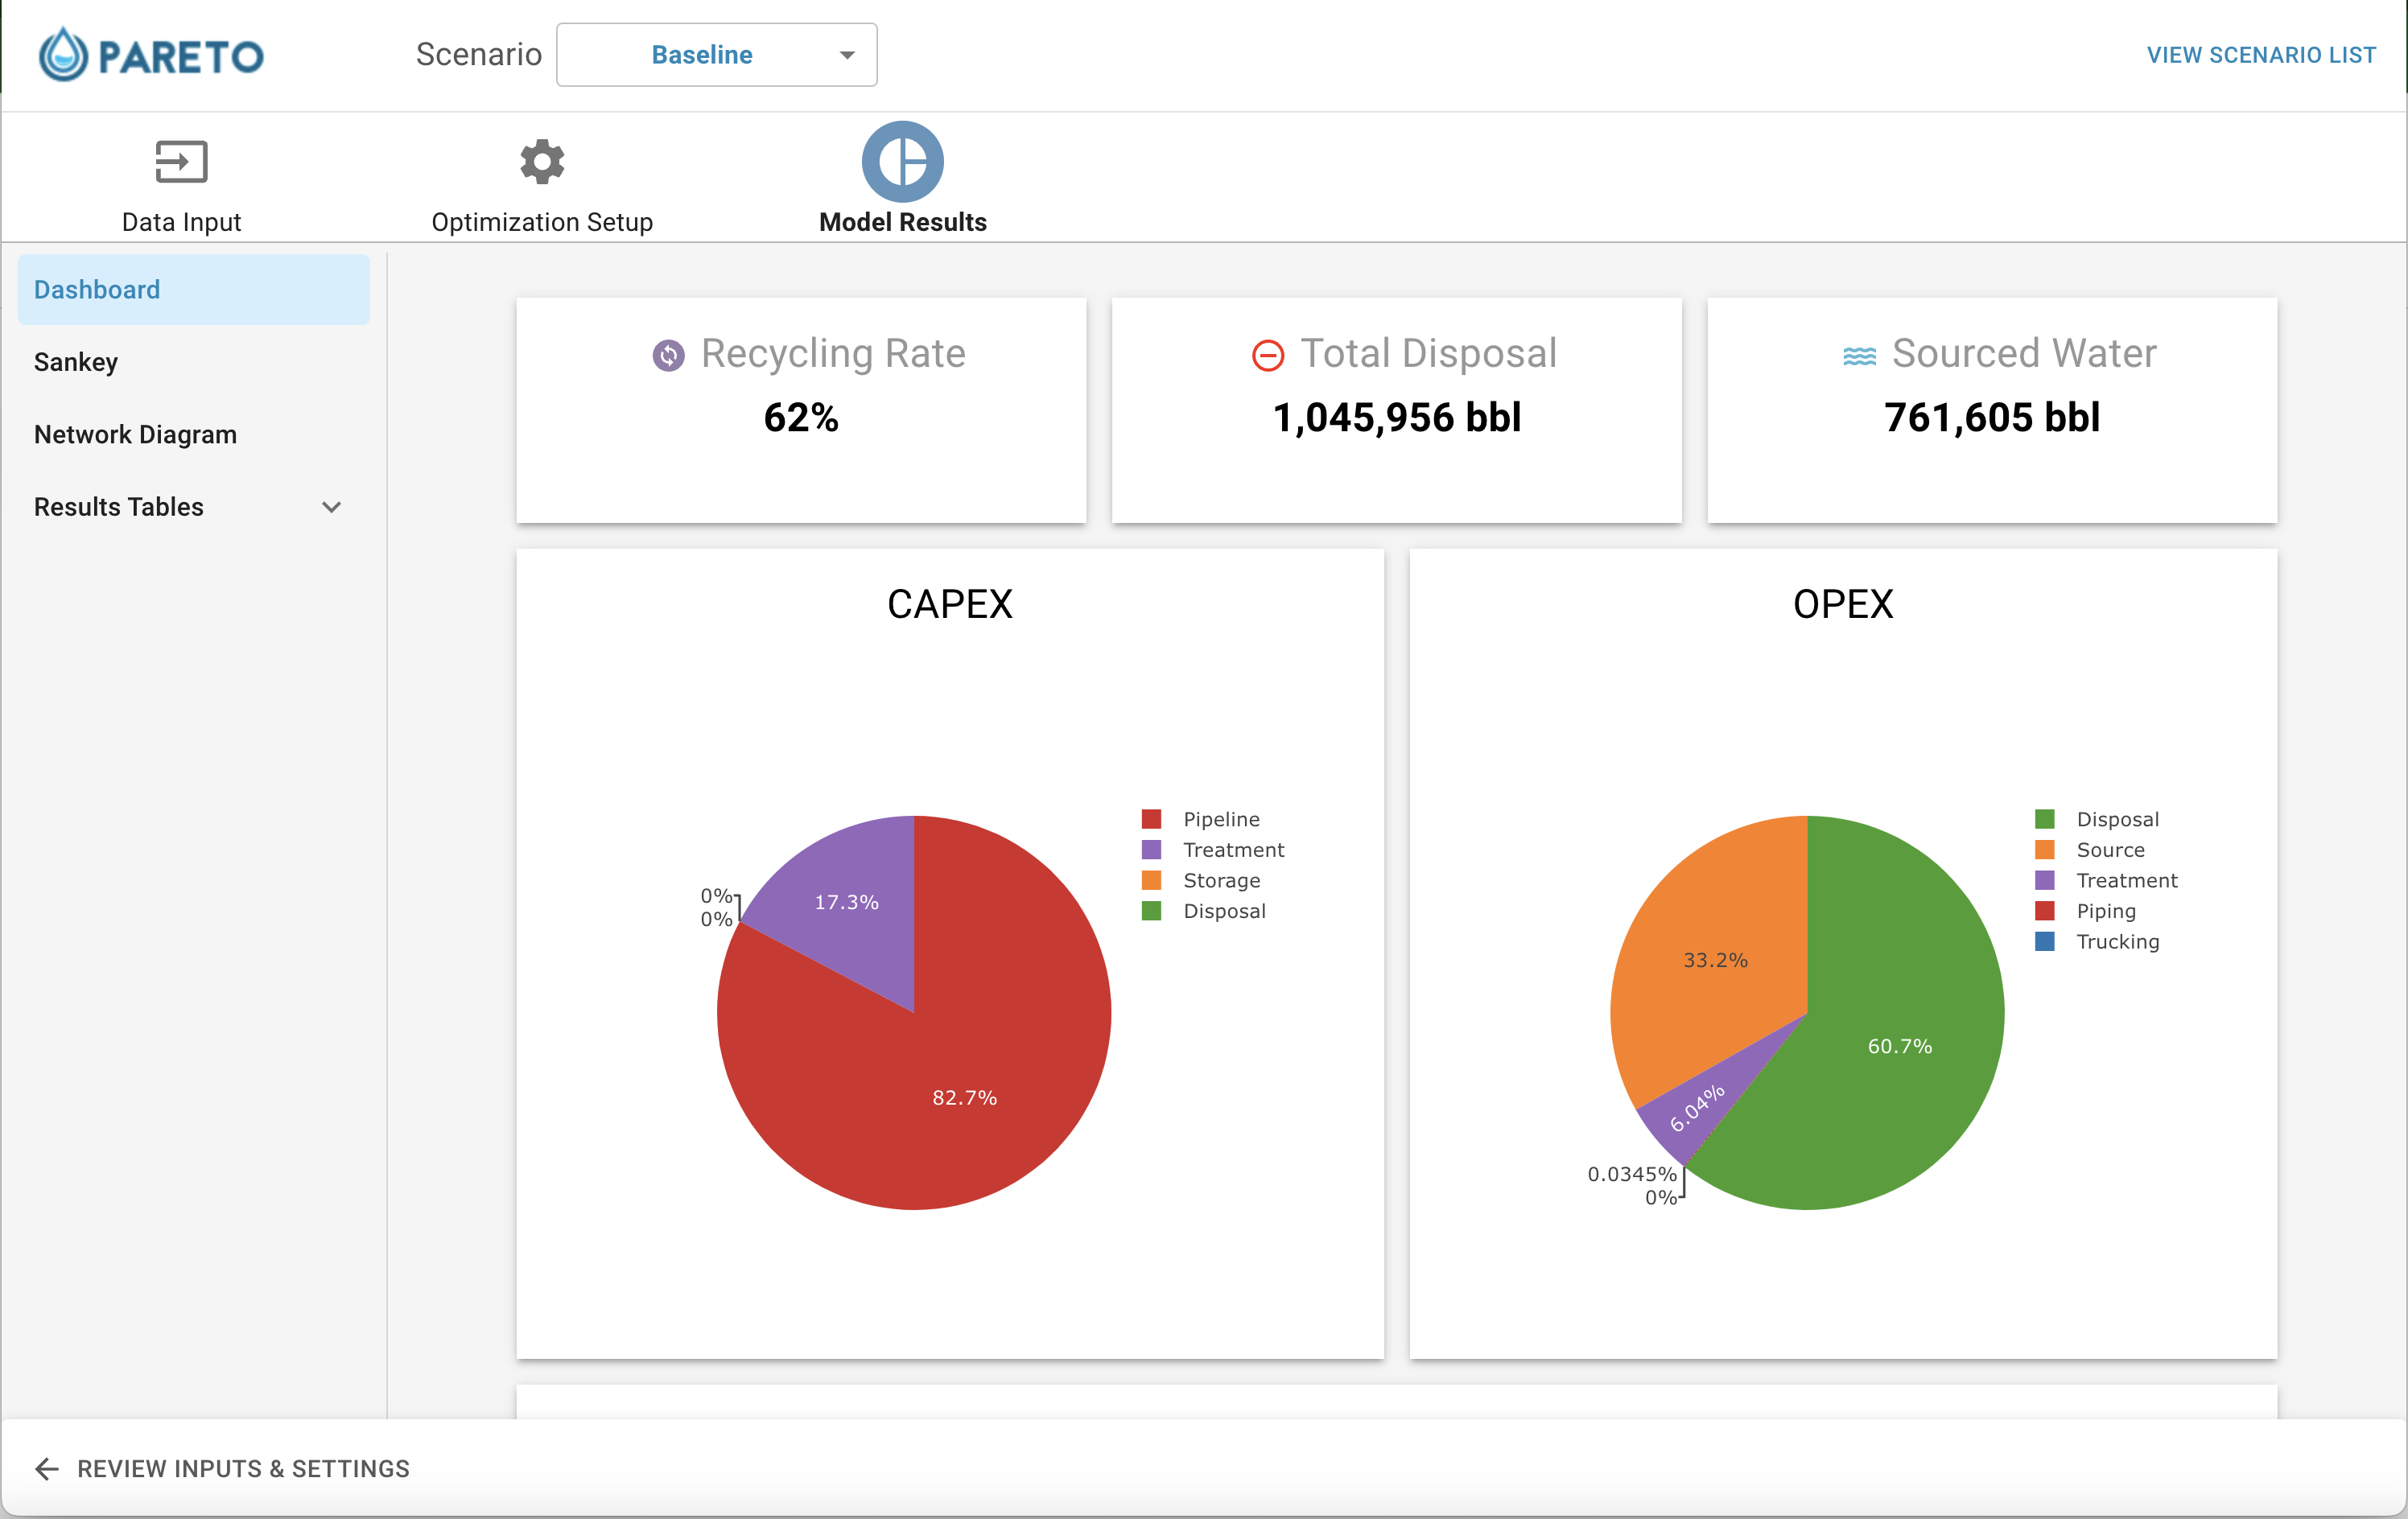 PARETO
Scenario
Baseline
VIEW SCENARIO LIST
Data Input
Optimization Setup
Model Results
Dashboard
Sankey
Network Diagram
Results Tables
Recycling Rate
62%
Total Disposal
1,045,956 bbl
Sourced Water
761,605 bbl
CAPEX
0%
0%
17.3%
82.7%
Pipeline
Treatment
Storage
Disposal
OPEX
33.2%
60.7%
6.04%
0.0345%
0%
Disposal
Source
Treatment
Piping
Trucking
REVIEW INPUTS & SETTINGS